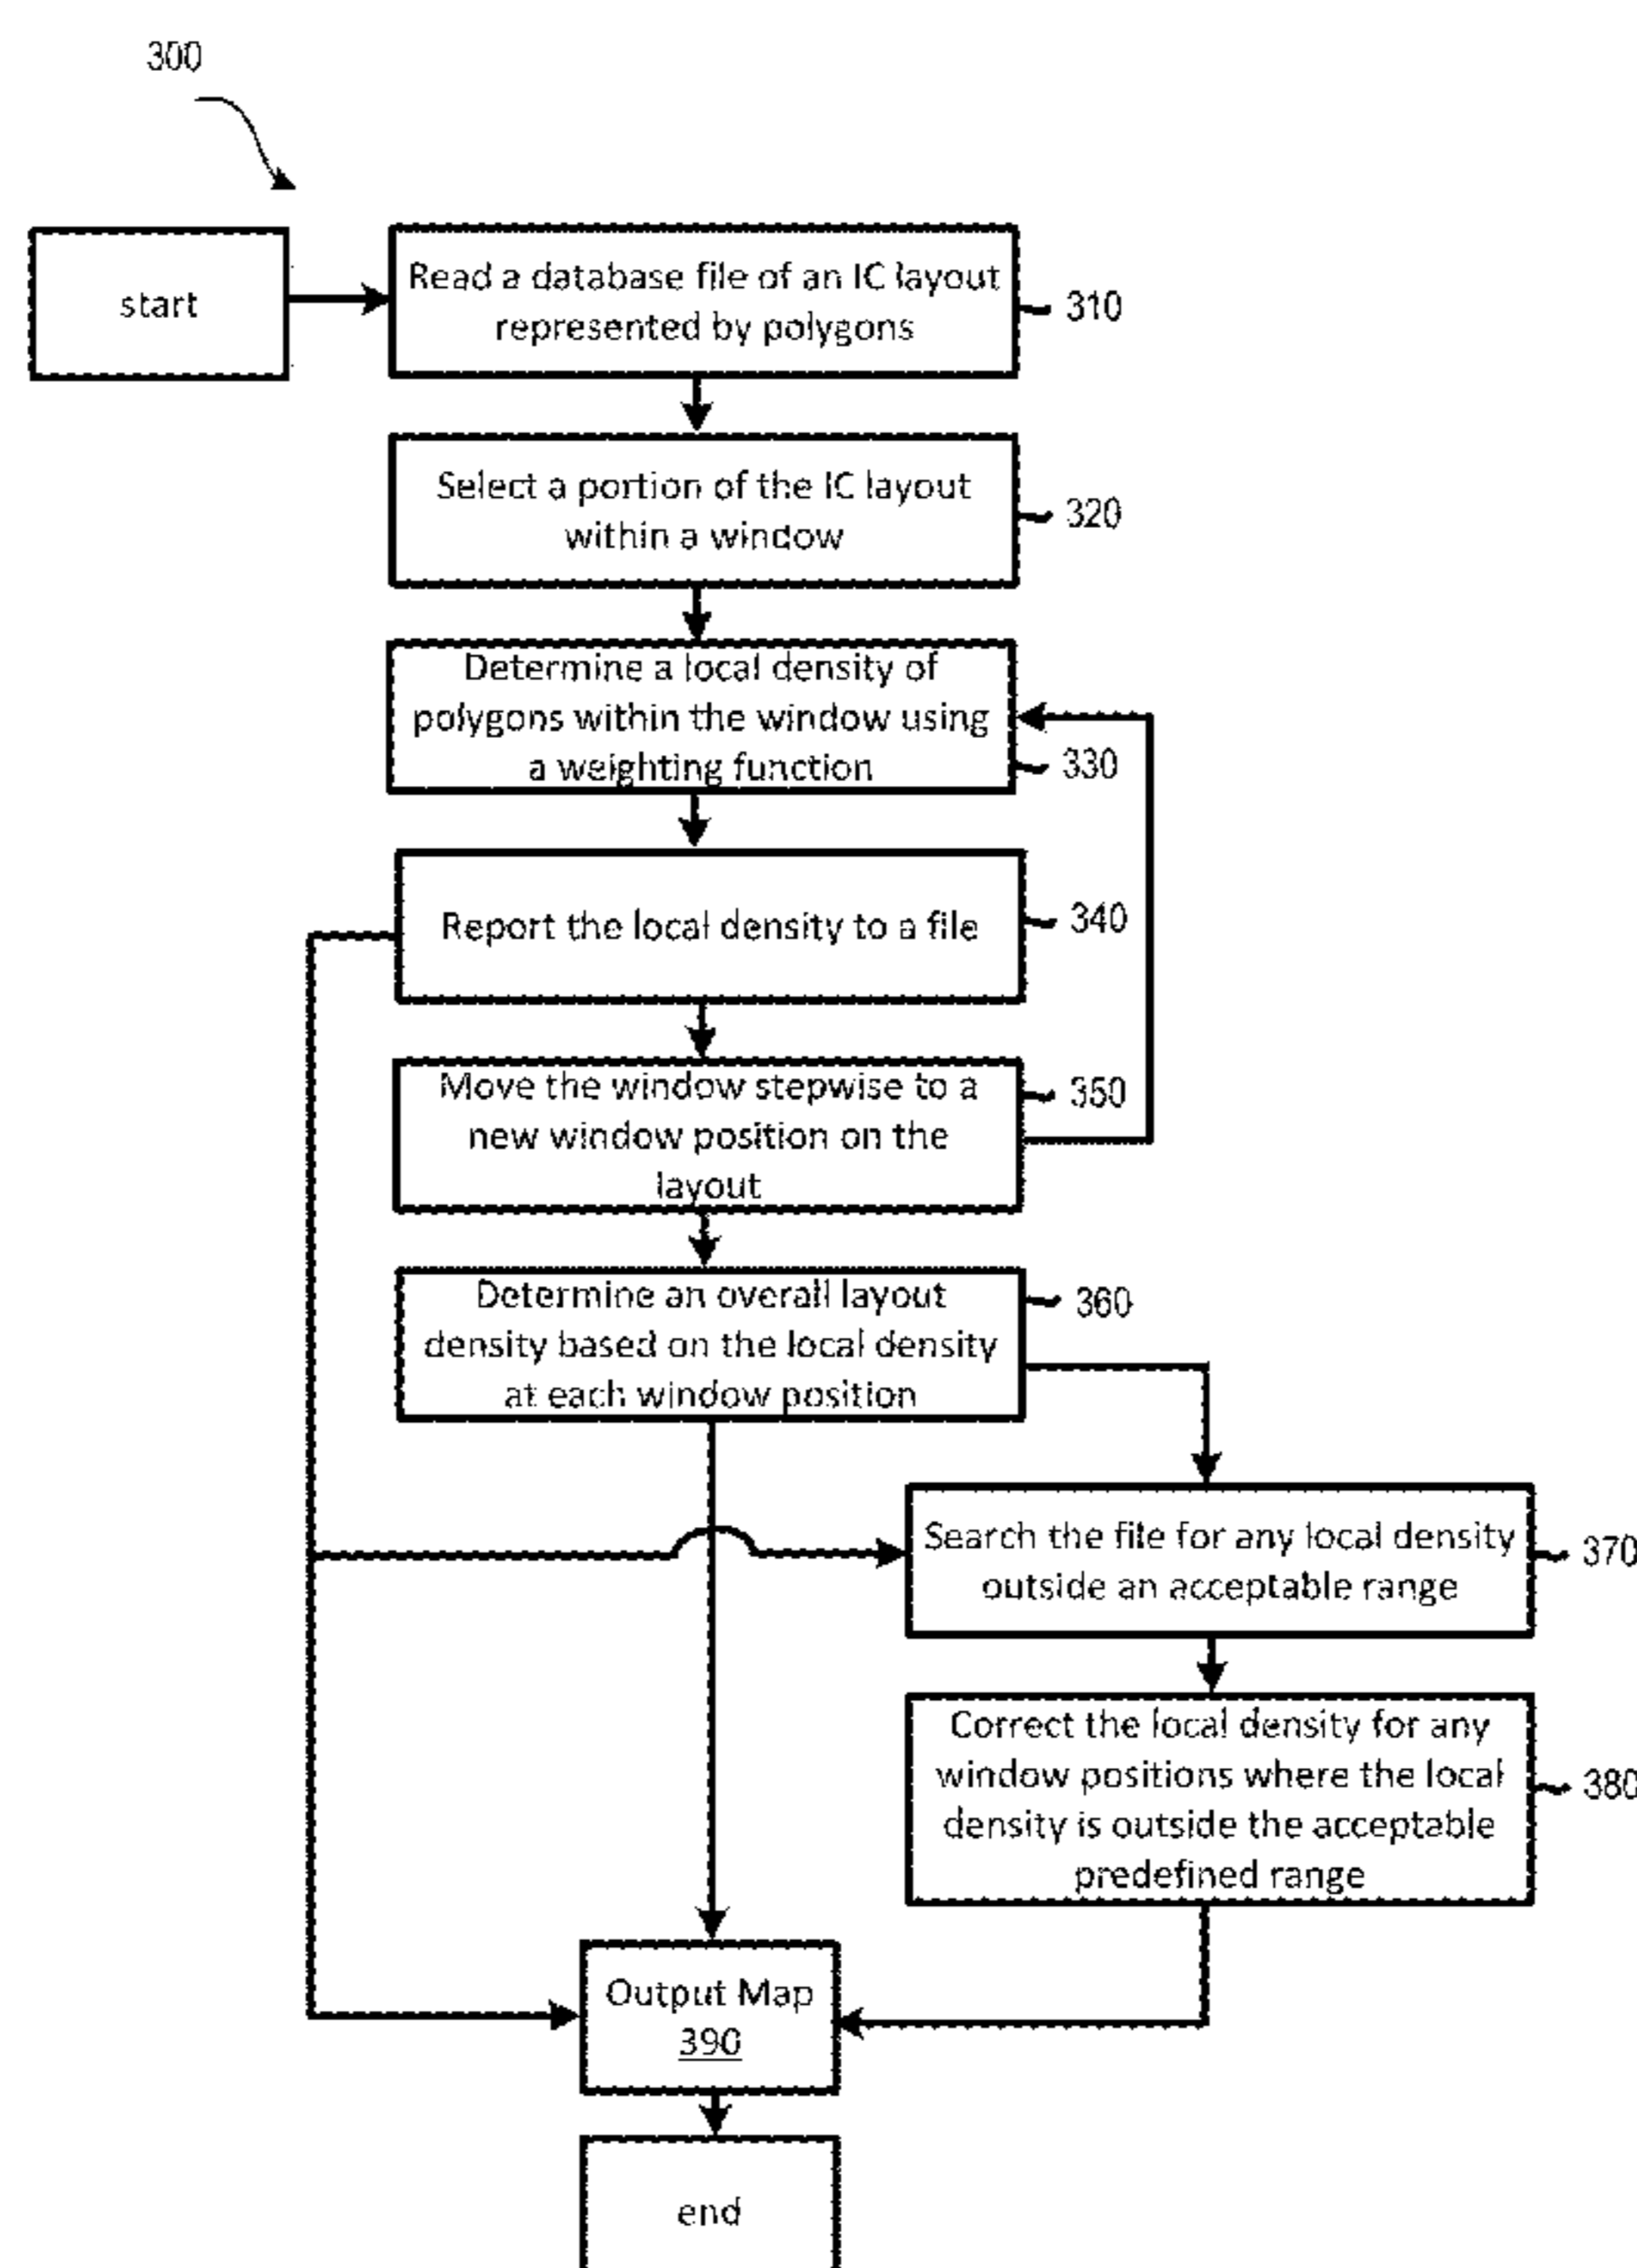 300
start
Read a database file of an IC layout
represented by polygons
310
Select a portion of the IC layout
within a window
320
Determine a local density of
polygons within the window using
a weighting function
330
Report the local density to a file
340
Move the window stepwise to a
new window position on the
layout
350
Determine an overall layout
density based on the local density
at each window position
360
Search the file for any local density
outside an acceptable range
370
Correct the local density for any
window positions where the local
density is outside the acceptable
predefined range
380
Output Map
390
end